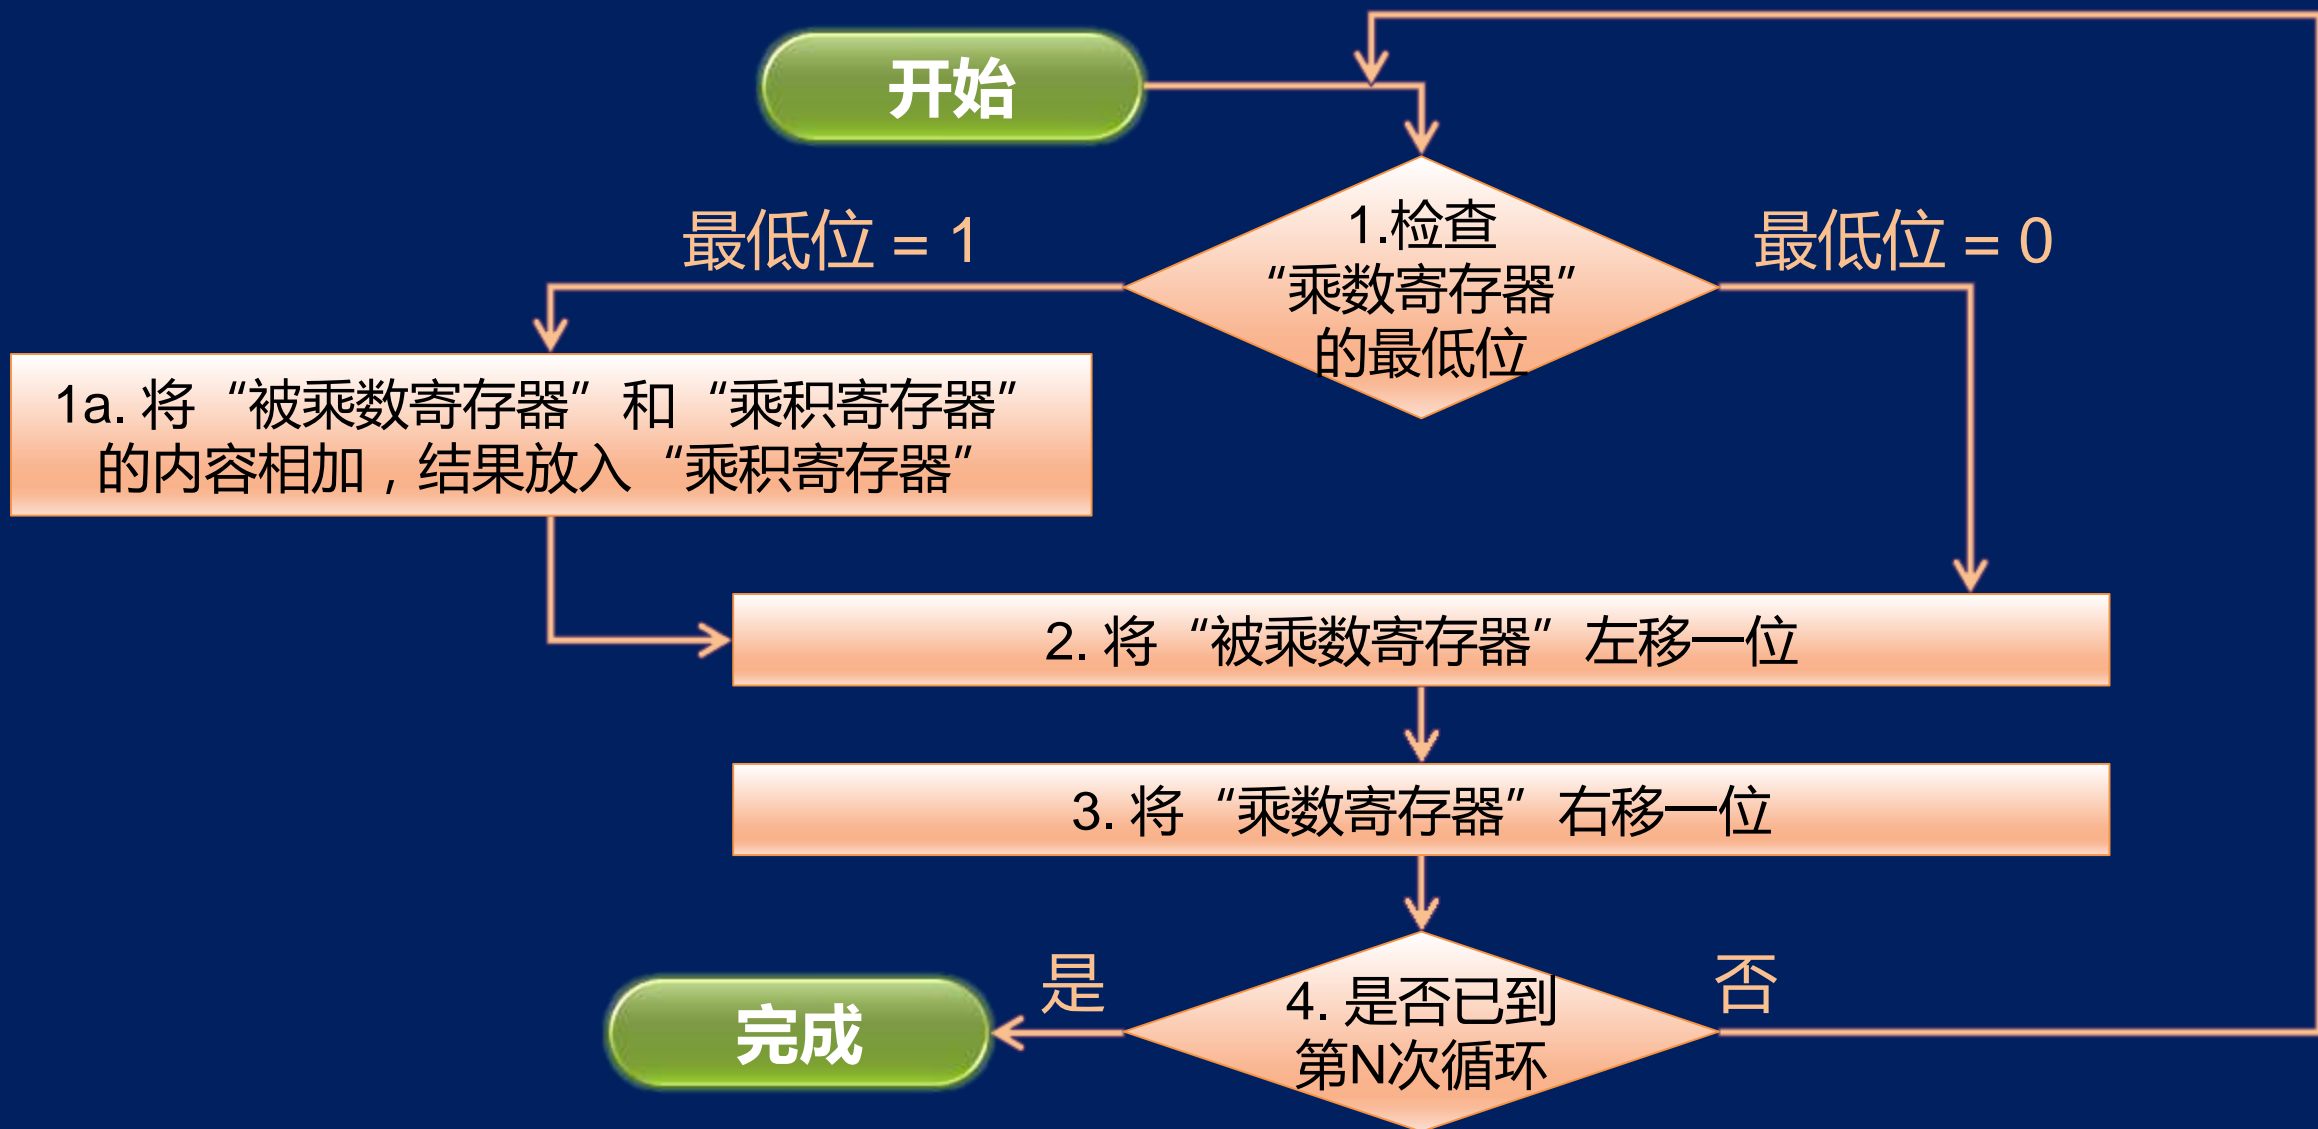 开始
最低位 = 1
1.检查
“乘数寄存器”
的最低位
最低位 = 0
1a. 将“被乘数寄存器”和“乘积寄存器”
的内容相加，结果放入“乘积寄存器”
2. 将“被乘数寄存器”左移一位
3. 将“乘数寄存器”右移一位
完成
是
4. 是否已到
第N次循环
否